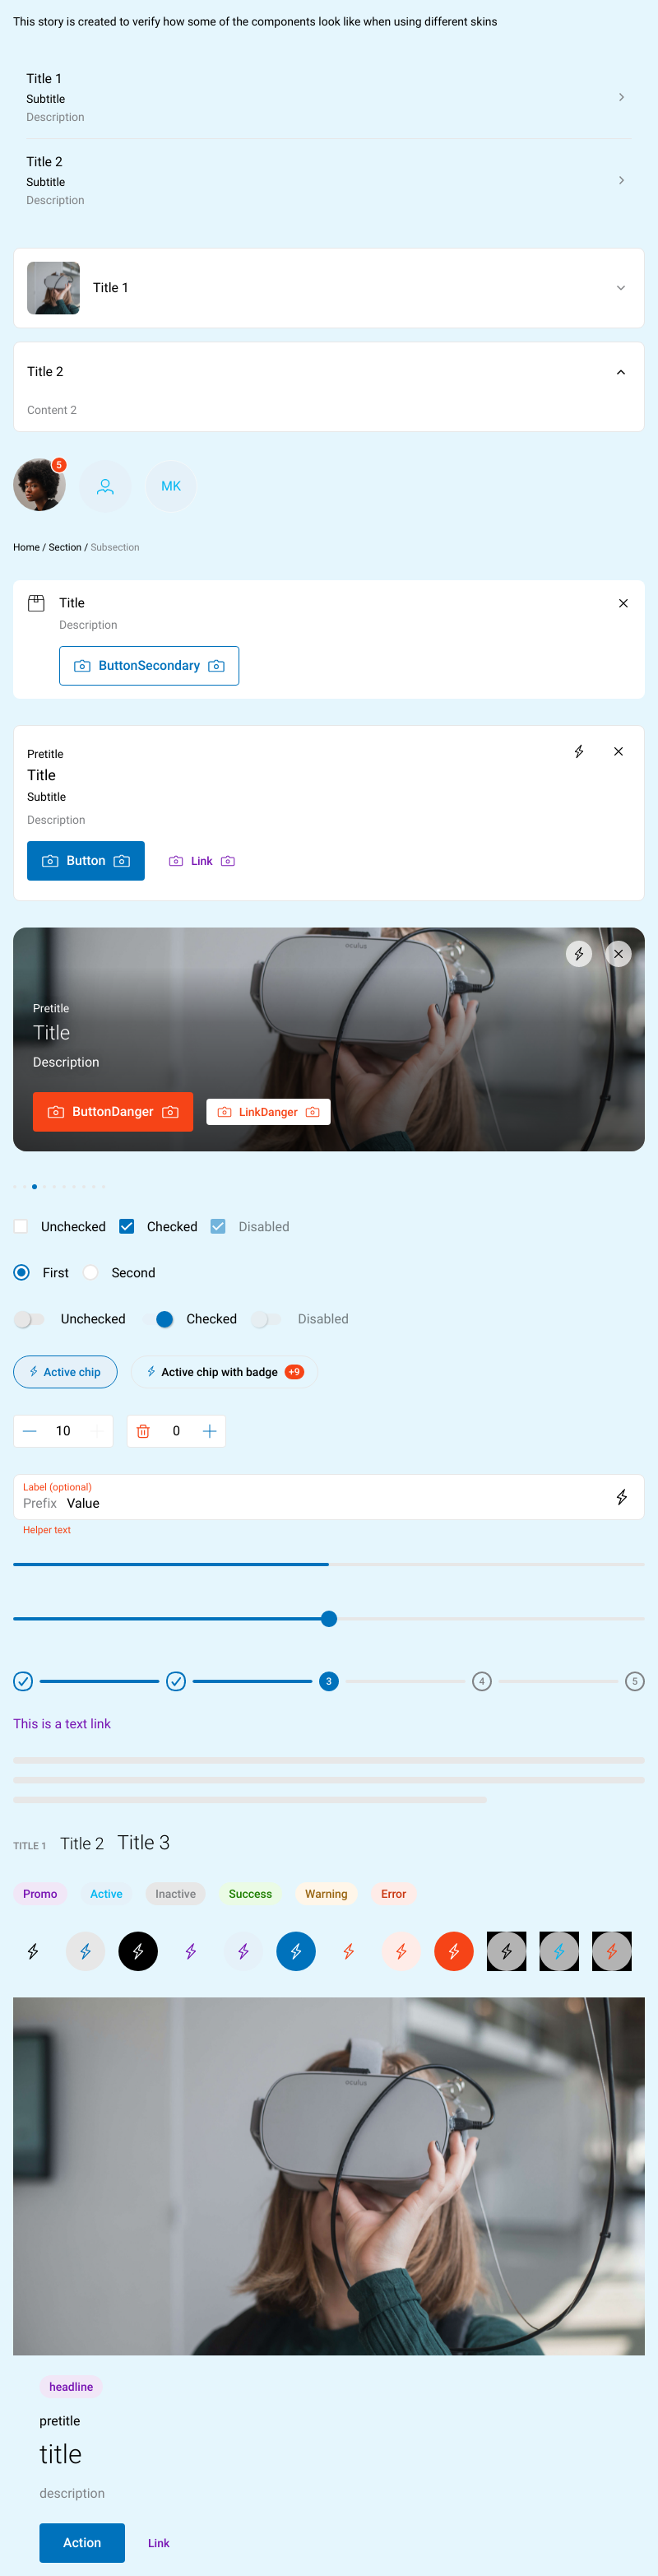 This story is created to verify how some of the components look like when using different skins
Title 1
Subtitle
Description
Title 2
Subtitle
Description
Title 1
Title 2
Content 2
5
MK
Home / Section / Subsection
Title
Description
ButtonSecondary
Pretitle
Title
Subtitle
Description
Button Link
oculus
Pretitle
Title
Description
ButtonDanger LinkDanger
Unchecked Checked Disabled
First Second
Unchecked Checked Disabled
Active chip Active chip with badge +9
10 0
Label (optional)
Prefix Value
Helper text
3 4 5
This is a text link
TITLE 1 Title 2 Title 3
Promo Active Inactive Success Warning Error
oculus
headline
pretitle
title
description
Action Link